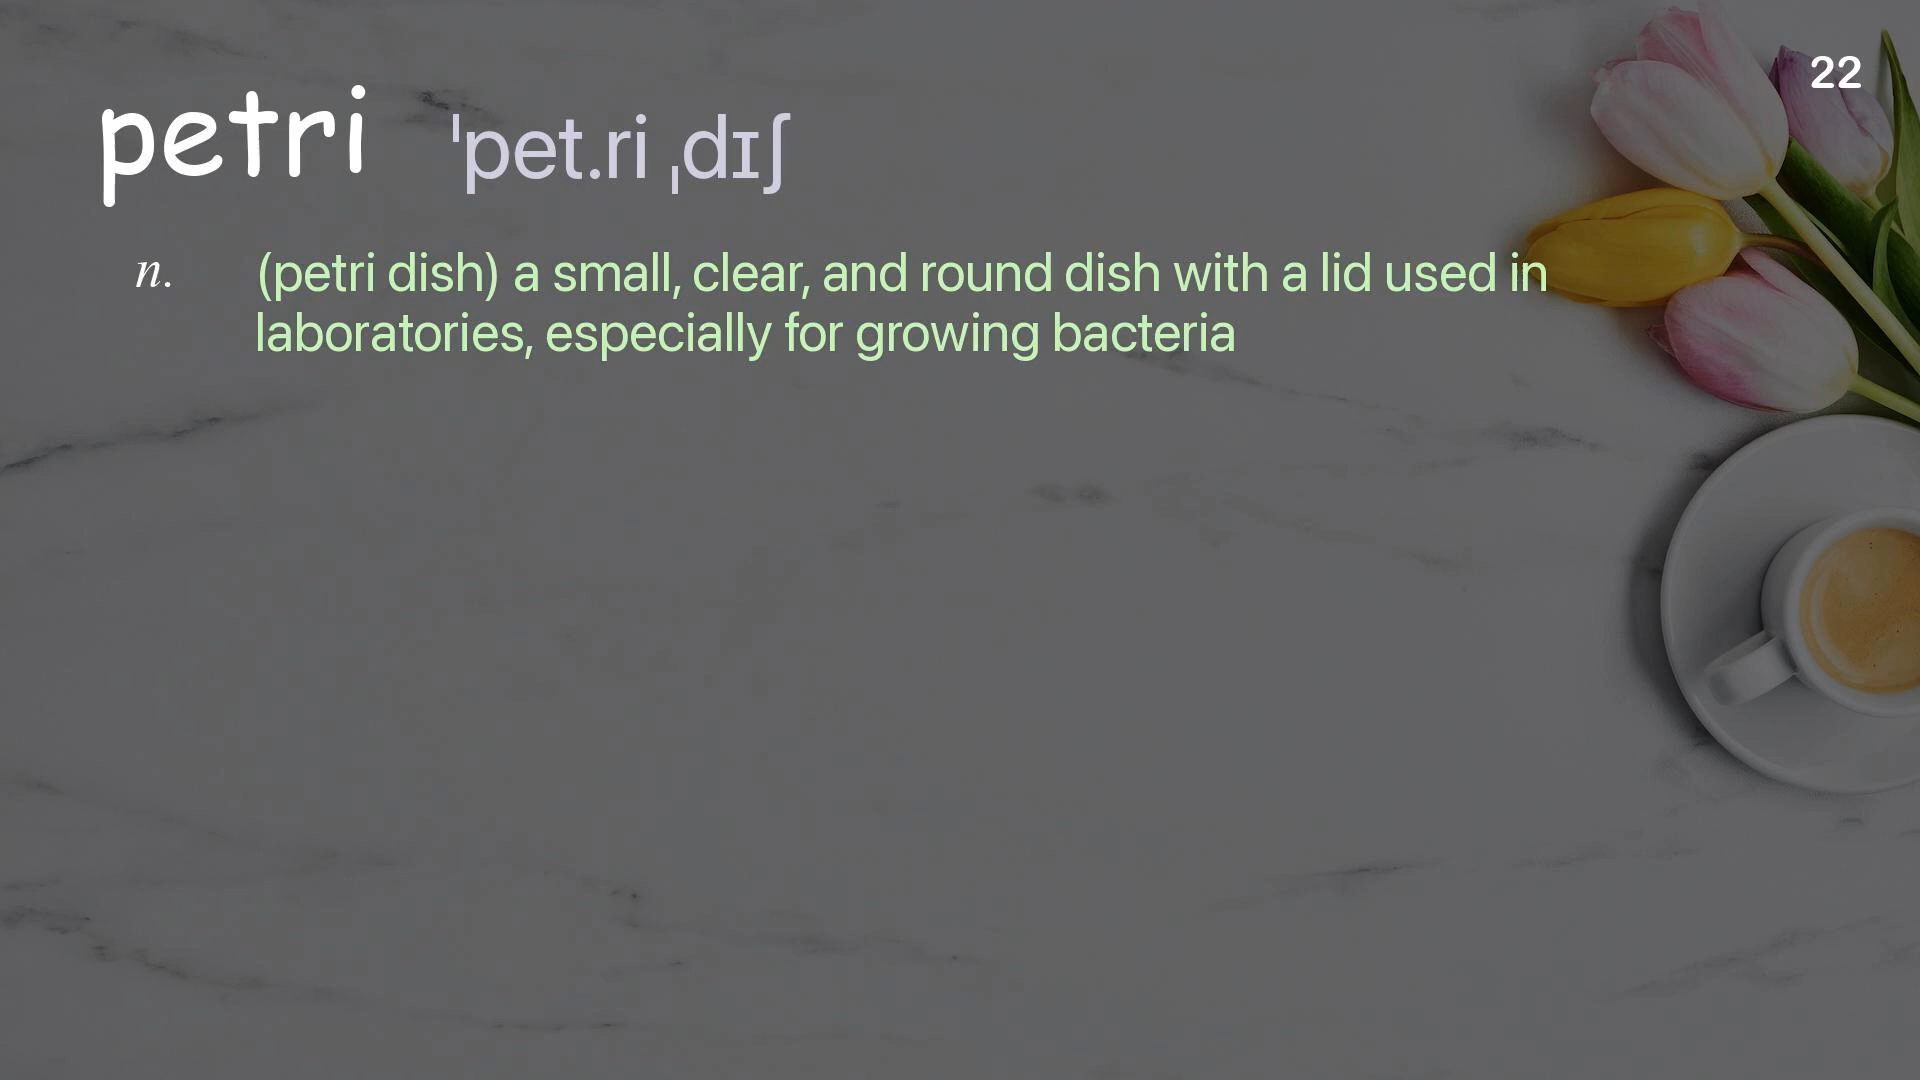 22
petri ˈpet.ri ˌdɪʃ
n. (petri dish) a small, clear, and round dish with a lid used in
laboratories, especially for growing bacteria